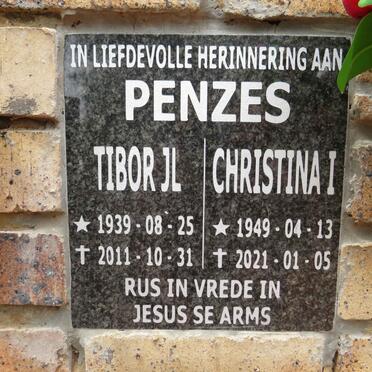 IN LIEFDEVOLLE HERINNERING AAN
PENZES
TIBOR JL
★ 1939 - 08 - 25
✝ 2011 - 10 - 31
CHRISTINA I
★ 1949 - 04 - 13
✝ 2021 - 01 - 05
RUS IN VREDE IN
JESUS SE ARMS